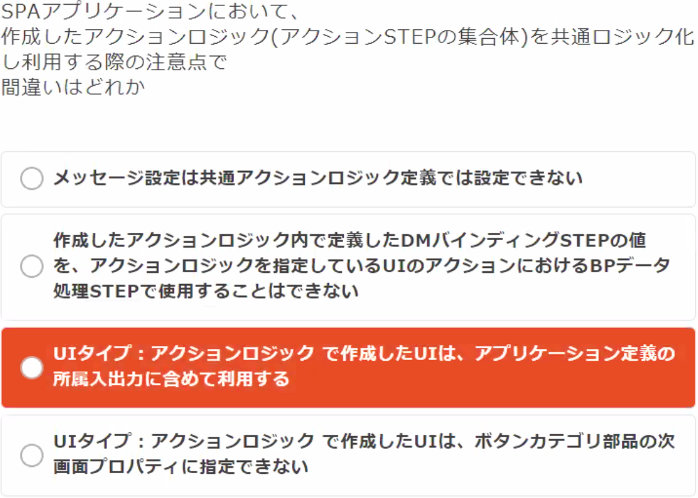 SPAアプリケーションにおいて、
作成したアクションロジック(アクションSTEPの集合体)を共通ロジック化
し利用する際の注意点で
間違いはどれか
メッセージ設定は共通アクションロジック定義では設定できない
作成したアクションロジック内で定義したDMバインディングSTEPの値
を、アクションロジックを指定しているUIのアクションにおけるBPデータ
処理STEPで使用することはできない
UIタイプ：アクションロジック で作成したUIは、アプリケーション定義の
所属入出力に含めて利用する
UIタイプ：アクションロジック で作成したUIは、ボタンカテゴリ部品の次
画面プロパティに指定できない